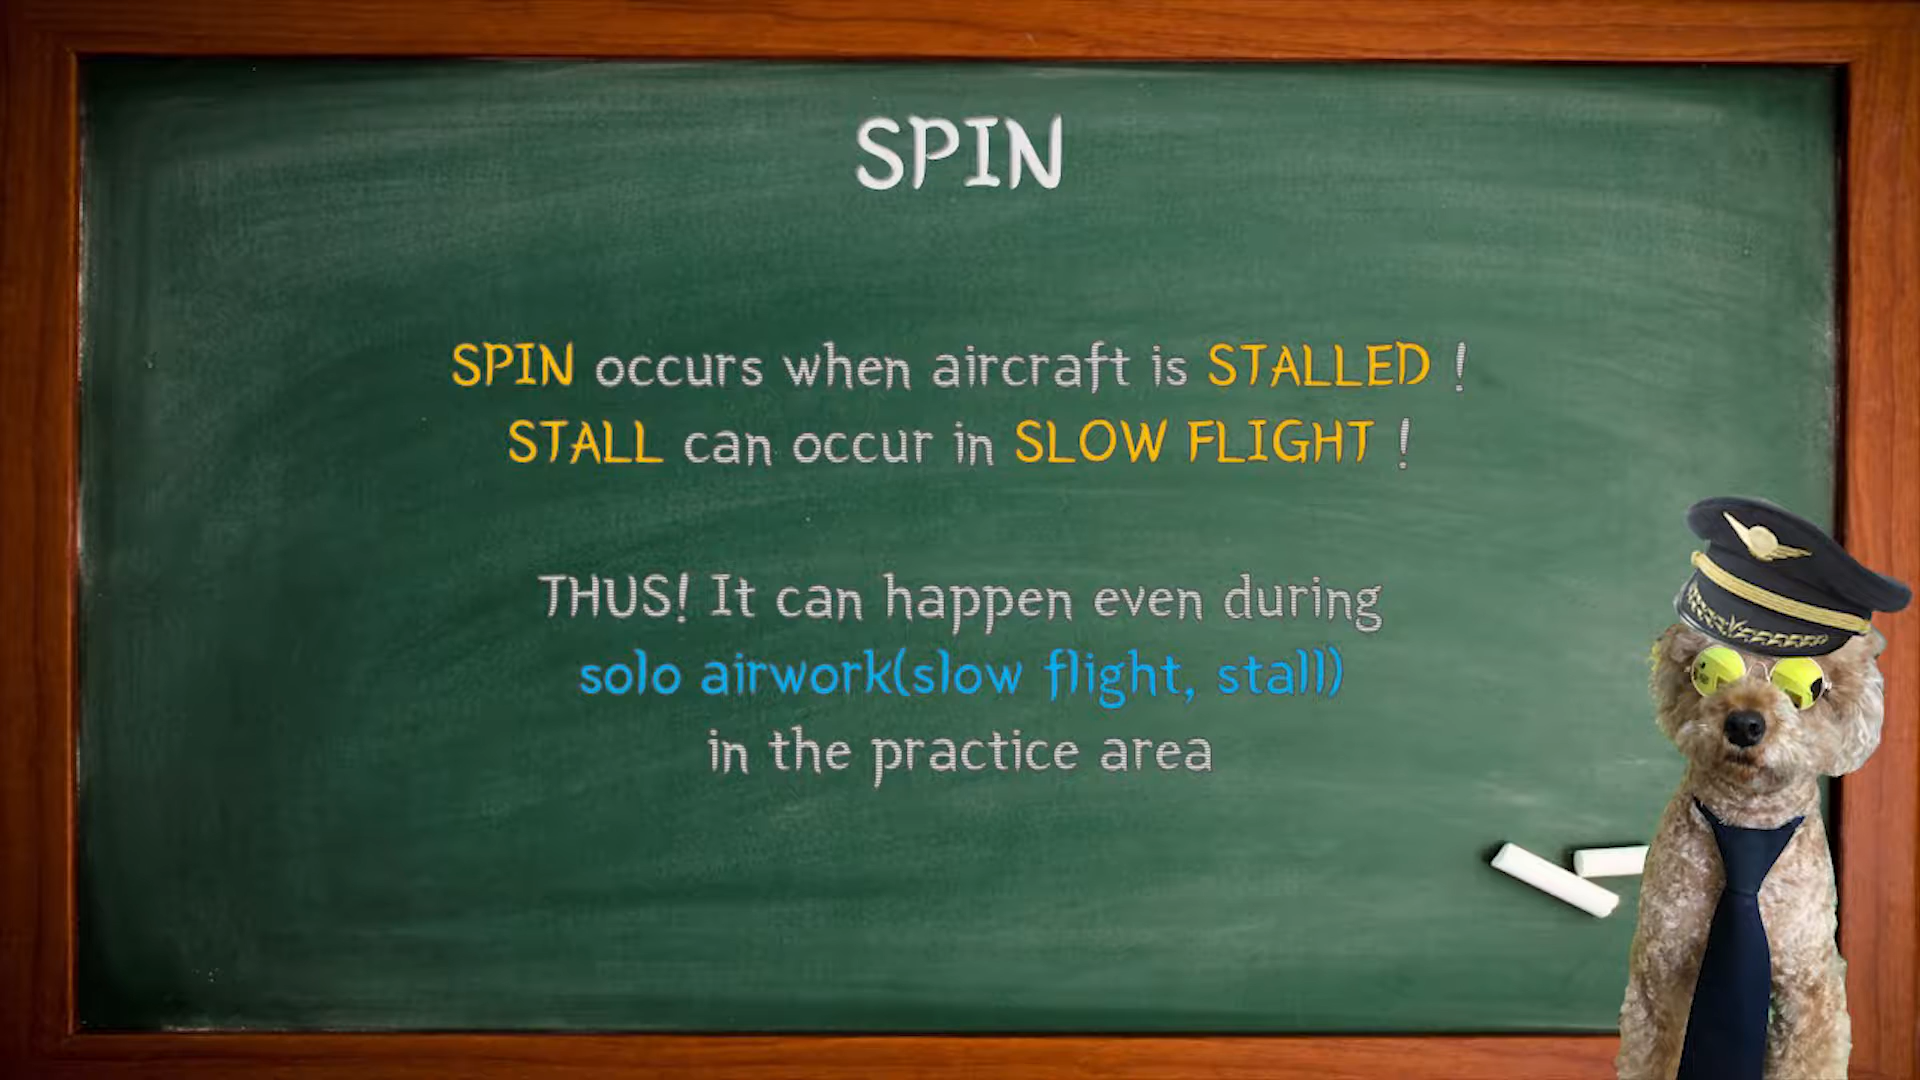 SPIN
SPIN occurs when aircraft is STALLED !
STALL can occur in SLOW FLIGHT !
THUS! It can happen even during
solo airwork(slow flight, stall)
in the practice area